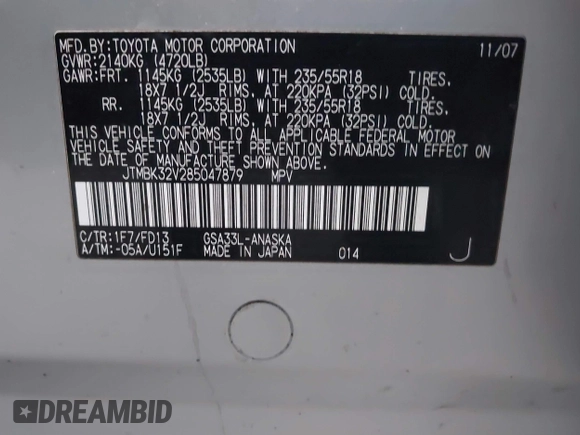 MFD.BY:TOYOTA MOTOR CORPORATION 11/07
GVWR:2140KG (4720LB)
GAWR:FRT. 1145KG (2535LB) WITH 235/55R18 TIRES.
18X7 1/2J RIMS. AT 220KPA (32PSI) COLD.
RR. 1145KG (2535LB) WITH 235/55R18 TIRES.
18X7 1/2J RIMS. AT 220KPA (32PSI) COLD.
THIS VEHICLE CONFORMS TO ALL APPLICABLE FEDERAL MOTOR
VEHICLE SAFETY AND THEFT PREVENTION STANDARDS IN EFFECT ON
THE DATE OF MANUFACTURE SHOWN ABOVE.
JTMBK32V285047879 MPV
C/TR:1F7/FD13 GSA33L-ANASKA
A/TM:-05A/U151F MADE IN JAPAN 014 J
DREAMBID